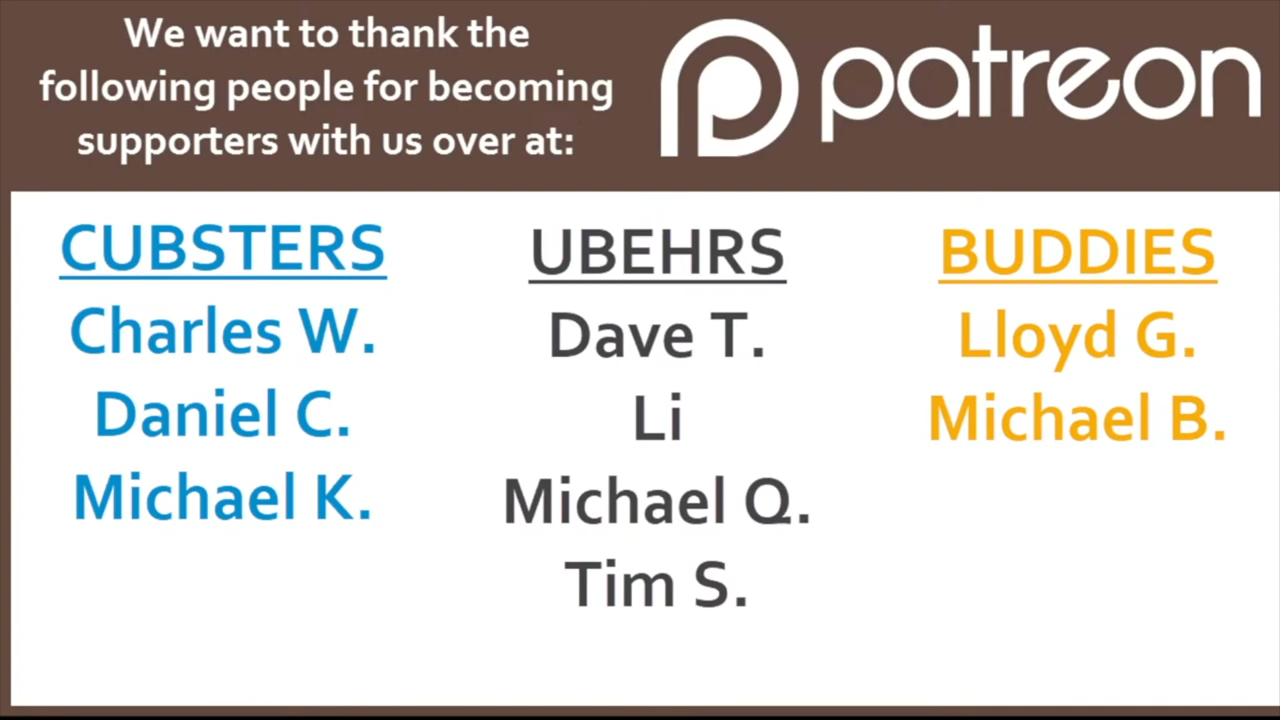 We want to thank the
following people for becoming
supporters with us over at:
patreon
CUBSTERS
Charles W.
Daniel C.
Michael K.
UBEHRS
Dave T.
Li
Michael Q.
Tim S.
BUDDIES
Lloyd G.
Michael B.